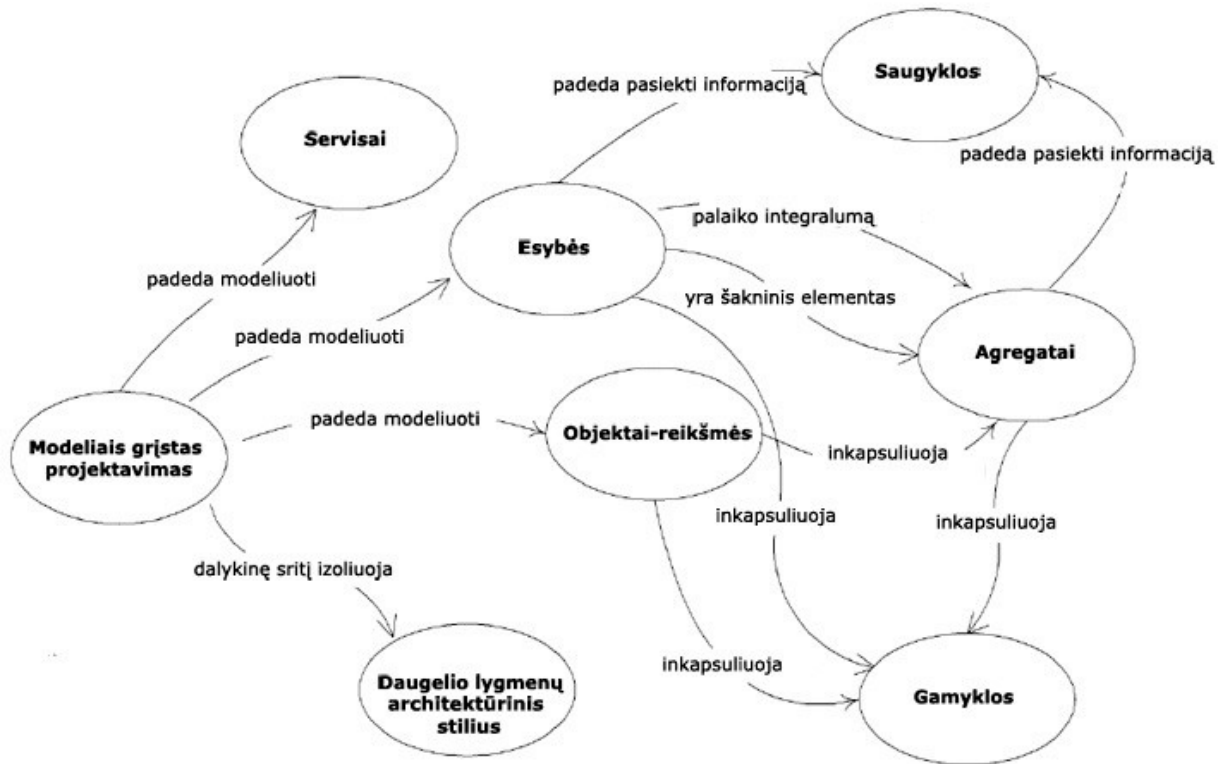 Saugyklos
padeda pasiekti informaciją
Servisai
padeda pasiekti informaciją
palaiko integralumą
Esybės
padeda modeliuoti
yra šakninis elementas
padeda modeliuoti
Agregatai
padeda modeliuoti
Objektai-reikšmės
Modeliais grįstas
projektavimas
inkapsuliuoja
inkapsuliuoja
inkapsuliuoja
dalykinę sritį izoliuoja
inkapsuliuoja
Daugelio lygmenų
architektūrinis
stilius
Gamyklos